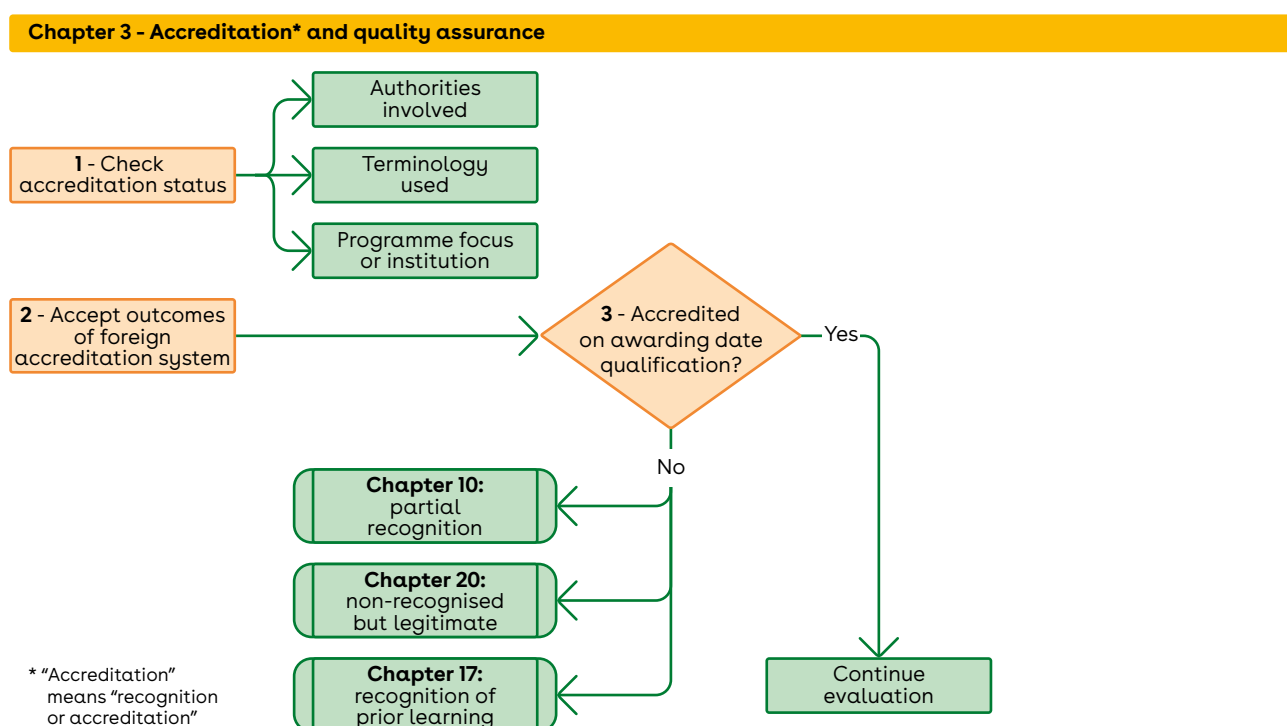 Chapter 3 - Accreditation* and quality assurance
Authorities
involved
1 - Check
accreditation status
Terminology
used
Programme focus
or institution
2 - Accept outcomes
of foreign
accreditation system
3 - Accredited
on awarding date
qualification?
Yes
No
Chapter 10:
partial
recognition
Chapter 20:
non-recognised
but legitimate
Chapter 17:
recognition of
prior learning
Continue
evaluation
* "Accreditation"
means "recognition
or accreditation"